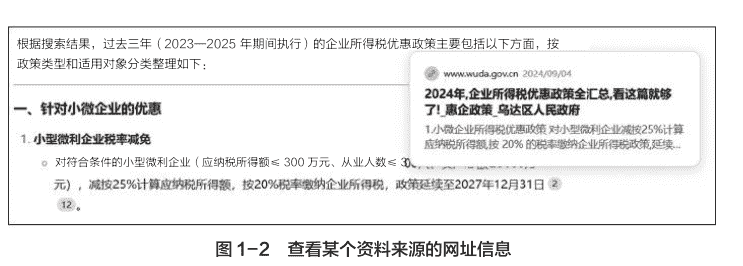 根据搜索结果，过去三年（2023—2025 年期间执行）的企业所得税优惠政策主要包括以下方面，按
政策类型和适用对象分类整理如下：
www.wuda.gov.cn 2024/09/04
2024年,企业所得税优惠政策全汇总,看这篇就够
了!_惠企政策_乌达区人民政府
1.小微企业所得税优惠政策 对小型微利企业减按25%计算
应纳税所得额,按 20% 的税率缴纳企业所得税政策,延续...
一、针对小微企业的优惠
1. 小型微利企业税率减免
对符合条件的小型微利企业（应纳税所得额≤ 300 万元、从业人数≤
元），减按25%计算应纳税所得额，按20%税率缴纳企业所得税，政策延续至2027年12月31日 2
12 。
图 1-2 查看某个资料来源的网址信息